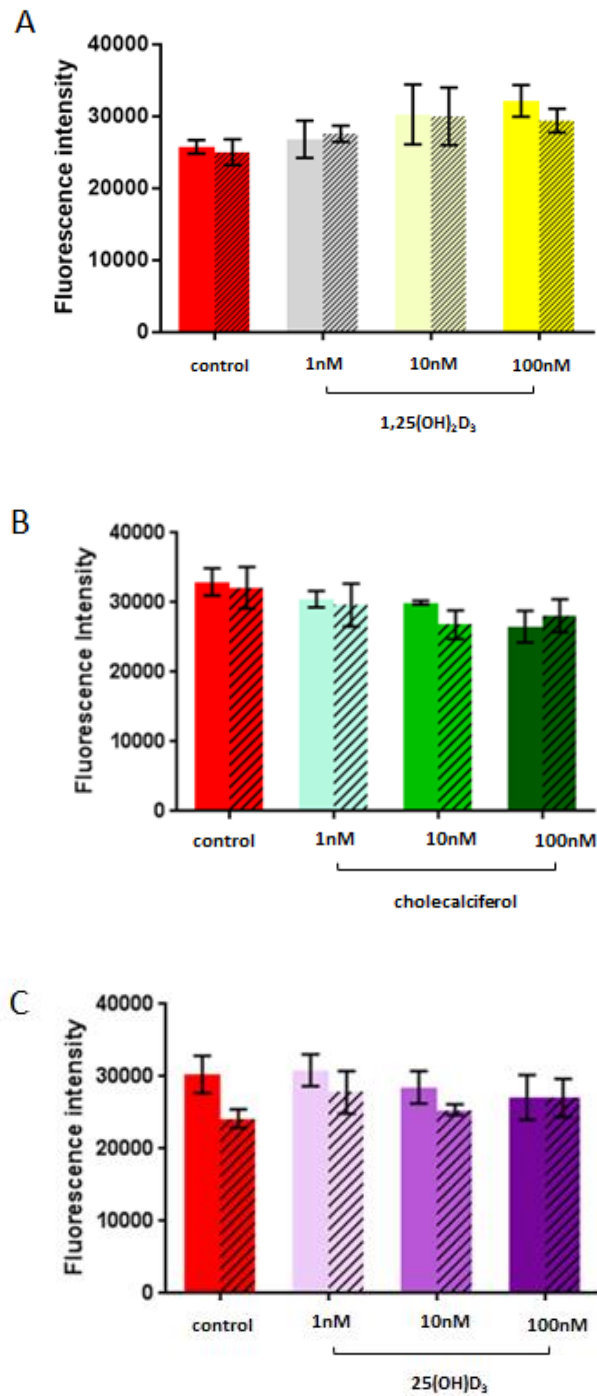 A
Fluorescence intensity
40000
30000
20000
10000
0
control 1nM 10nM 100nM
1,25(OH)₂D₃
B
Fluorescence Intensity
40000
30000
20000
10000
0
control 1nM 10nM 100nM
cholecalciferol
C
Fluorescence intensity
40000
30000
20000
10000
0
control 1nM 10nM 100nM
25(OH)D₃